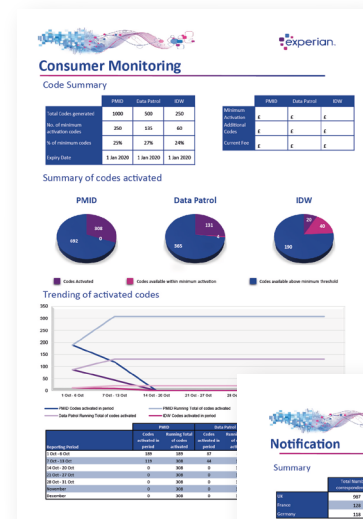 experian.
Consumer Monitoring
Code Summary
PMID Data Patrol IDW
Total Codes generated 1000 500 250
No. of minimum activation codes 250 135 60
% of minimum codes 25% 27% 24%
Expiry Date 1 Jan 2020 1 Jan 2020 1 Jan 2020
PMID Data Patrol IDW
Minimum Activation £ £ £
Additional Codes £ £ £
Current Fee £ £ £
Summary of codes activated
PMID Data Patrol IDW
308
0
692
131
4
365
20
40
190
Codes Activated Codes available within minimum activation Codes available above minimum threshold
Trending of activated codes
350
300
250
200
150
100
50
0
1 Oct - 6 Oct 7 Oct - 13 Oct 14 Oct - 20 Oct 21 Oct - 27 Oct 28 Oc
PMID Codes activated in period PMID Running Total of codes activated
Data Patrol Running Total of codes activated IDW Codes activated in period
PMID Data Patrol
Reporting Period Codes activated in period Running Total of codes activated Codes activated in period
1 Oct - 6 Oct 189 189 87
7 Oct - 13 Oct 119 308 44
14 Oct - 20 Oct 0 308 0
21 Oct - 27 Oct 0 308 0
28 Oct - 31 Oct 0 308 0
November 0 308 0
December 0 308 0
Notification
Summary
Total Num
UK 987
France 128
Germany 118